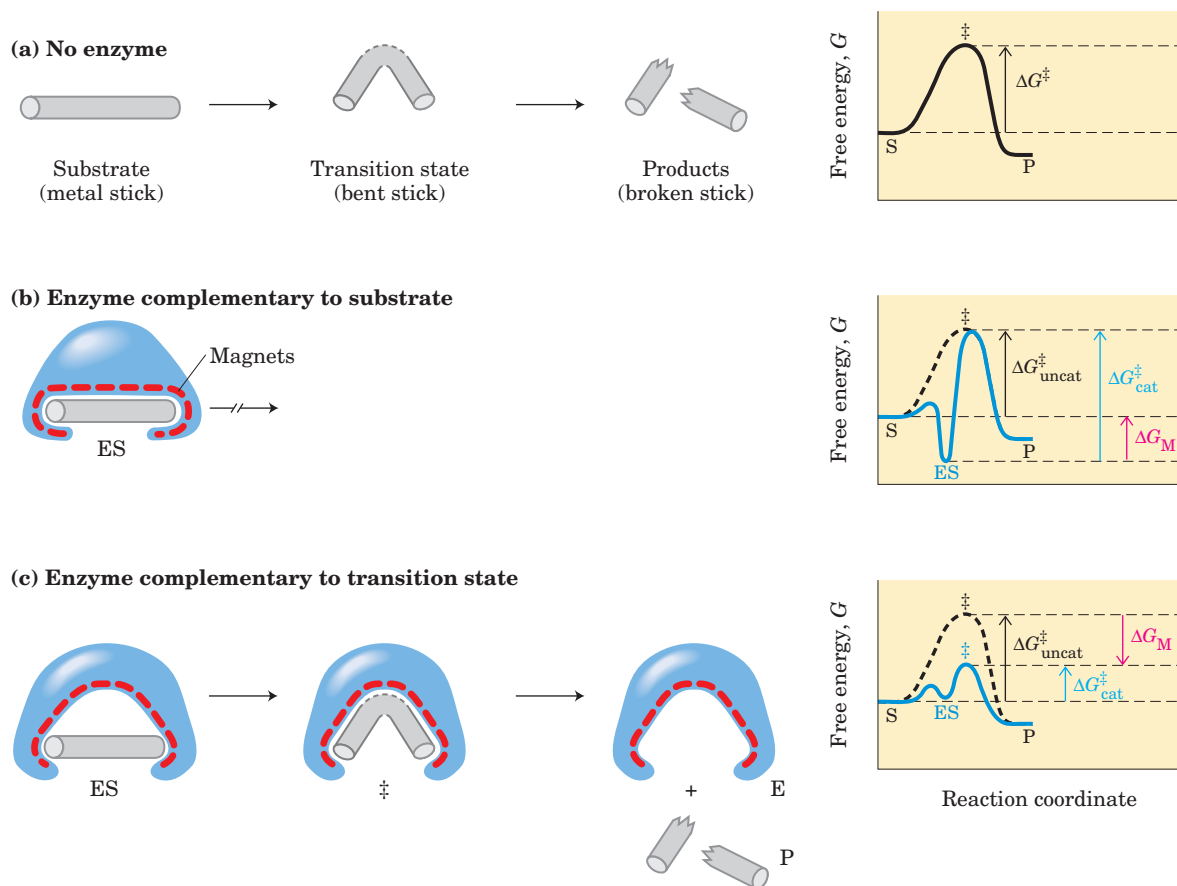 (a) No enzyme
Substrate
(metal stick)
Transition state
(bent stick)
Products
(broken stick)
Free energy, G
‡
ΔG‡
S
P
(b) Enzyme complementary to substrate
Magnets
ES
Free energy, G
‡
ΔG‡uncat
ΔG‡cat
ΔGM
S
ES
P
(c) Enzyme complementary to transition state
ES
‡
+ E
P
Free energy, G
‡
‡
ΔG‡uncat
ΔGM
ΔG‡cat
S
ES
P
Reaction coordinate